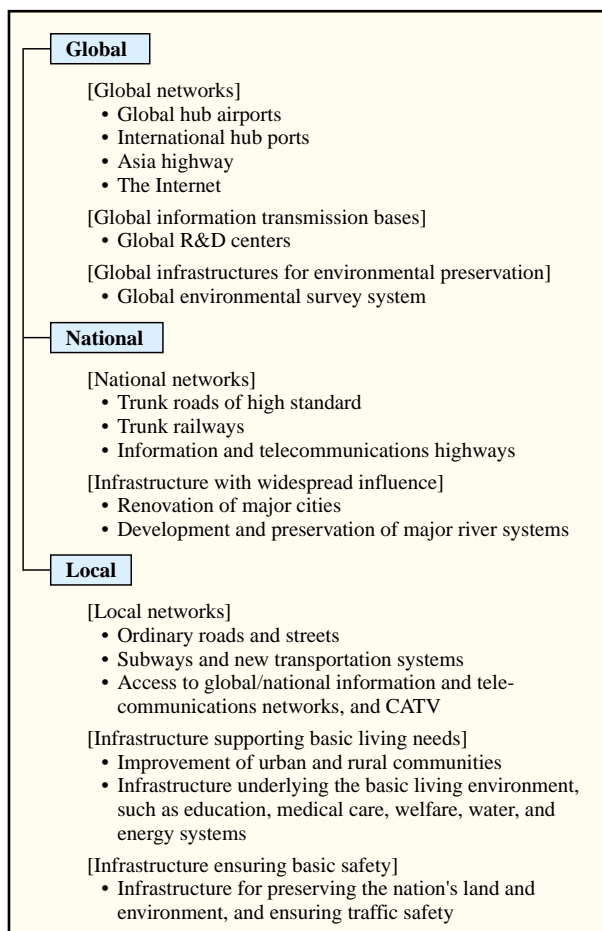 Global
[Global networks]
• Global hub airports
• International hub ports
• Asia highway
• The Internet
[Global information transmission bases]
• Global R&D centers
[Global infrastructures for environmental preservation]
• Global environmental survey system
National
[National networks]
• Trunk roads of high standard
• Trunk railways
• Information and telecommunications highways
[Infrastructure with widespread influence]
• Renovation of major cities
• Development and preservation of major river systems
Local
[Local networks]
• Ordinary roads and streets
• Subways and new transportation systems
• Access to global/national information and tele-
communications networks, and CATV
[Infrastructure supporting basic living needs]
• Improvement of urban and rural communities
• Infrastructure underlying the basic living environment,
such as education, medical care, welfare, water, and
energy systems
[Infrastructure ensuring basic safety]
• Infrastructure for preserving the nation's land and
environment, and ensuring traffic safety